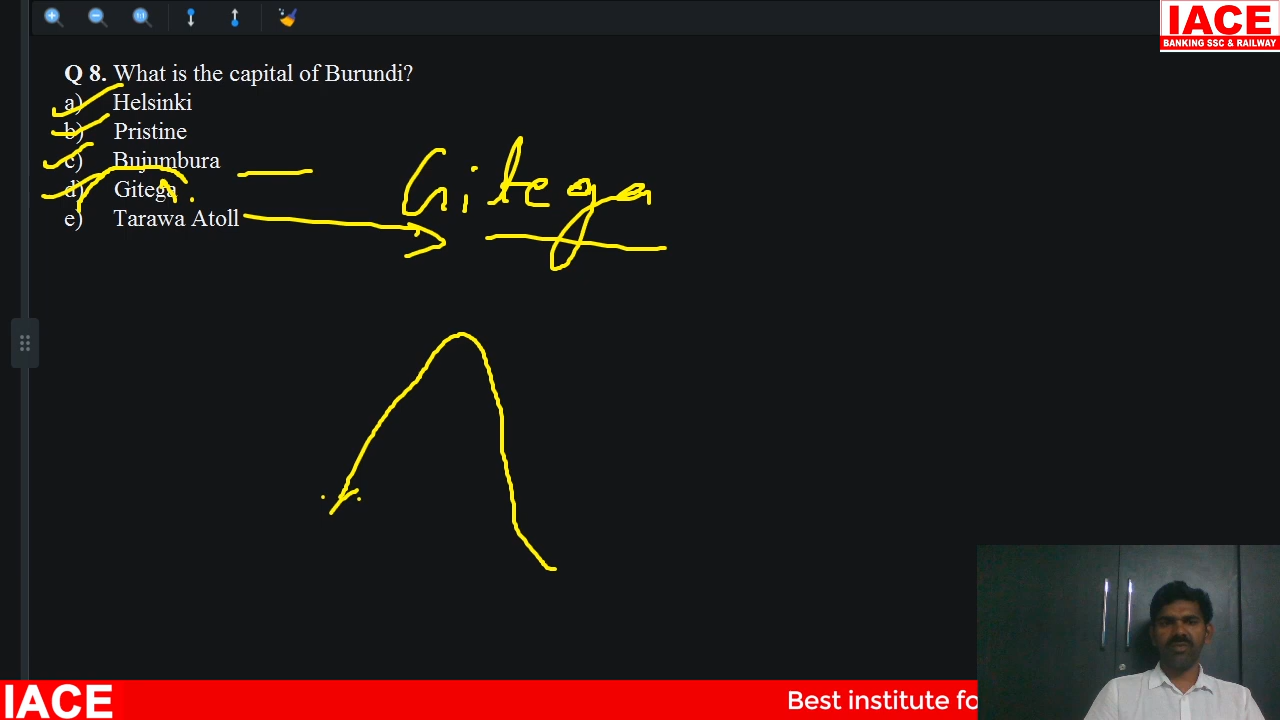 IACE
BANKING SSC & RAILWAY
Q 8. What is the capital of Burundi?
a) Helsinki
b) Pristine
c) Bujumbura
d) Gitega
e) Tarawa Atoll
Gitega
IACE
Best institute fo